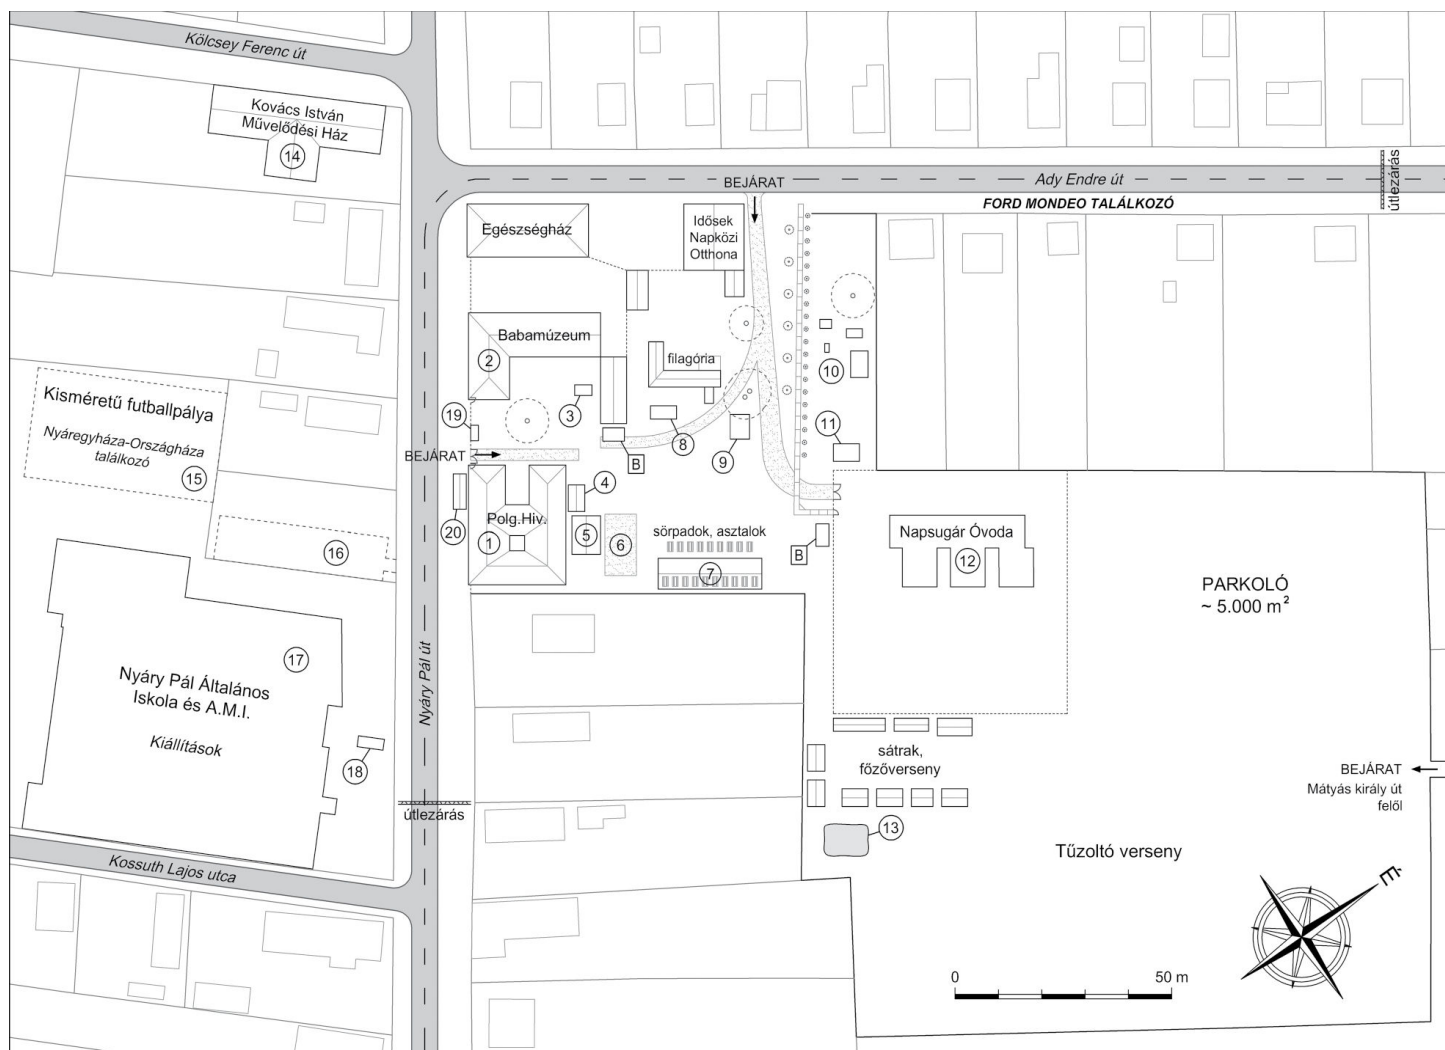 Kölcsey Ferenc út
Kovács István
Művelődési Ház
14
BEJÁRAT
Ady Endre út
útlezárás
FORD MONDEO TALÁLKOZÓ
Egészségház
Idősek
Napközi
Otthona
Babamúzeum
2
filagória
3
8
9
10
11
Kisméretű futballpálya
Nyáregyháza-Országháza
találkozó
15
19
BEJÁRAT
B
4
20
Polg.Hiv.
1
5
6
sörpadok, asztalok
7
B
Napsugár Óvoda
12
PARKOLÓ
~ 5.000 m²
16
17
Nyáry Pál Általános
Iskola és A.M.I.
Kiállítások
18
Nyáry Pál út
útlezárás
sátrak,
főzőverseny
13
BEJÁRAT
Mátyás király út
felől
Tűzoltó verseny
Kossuth Lajos utca
É
0
50 m